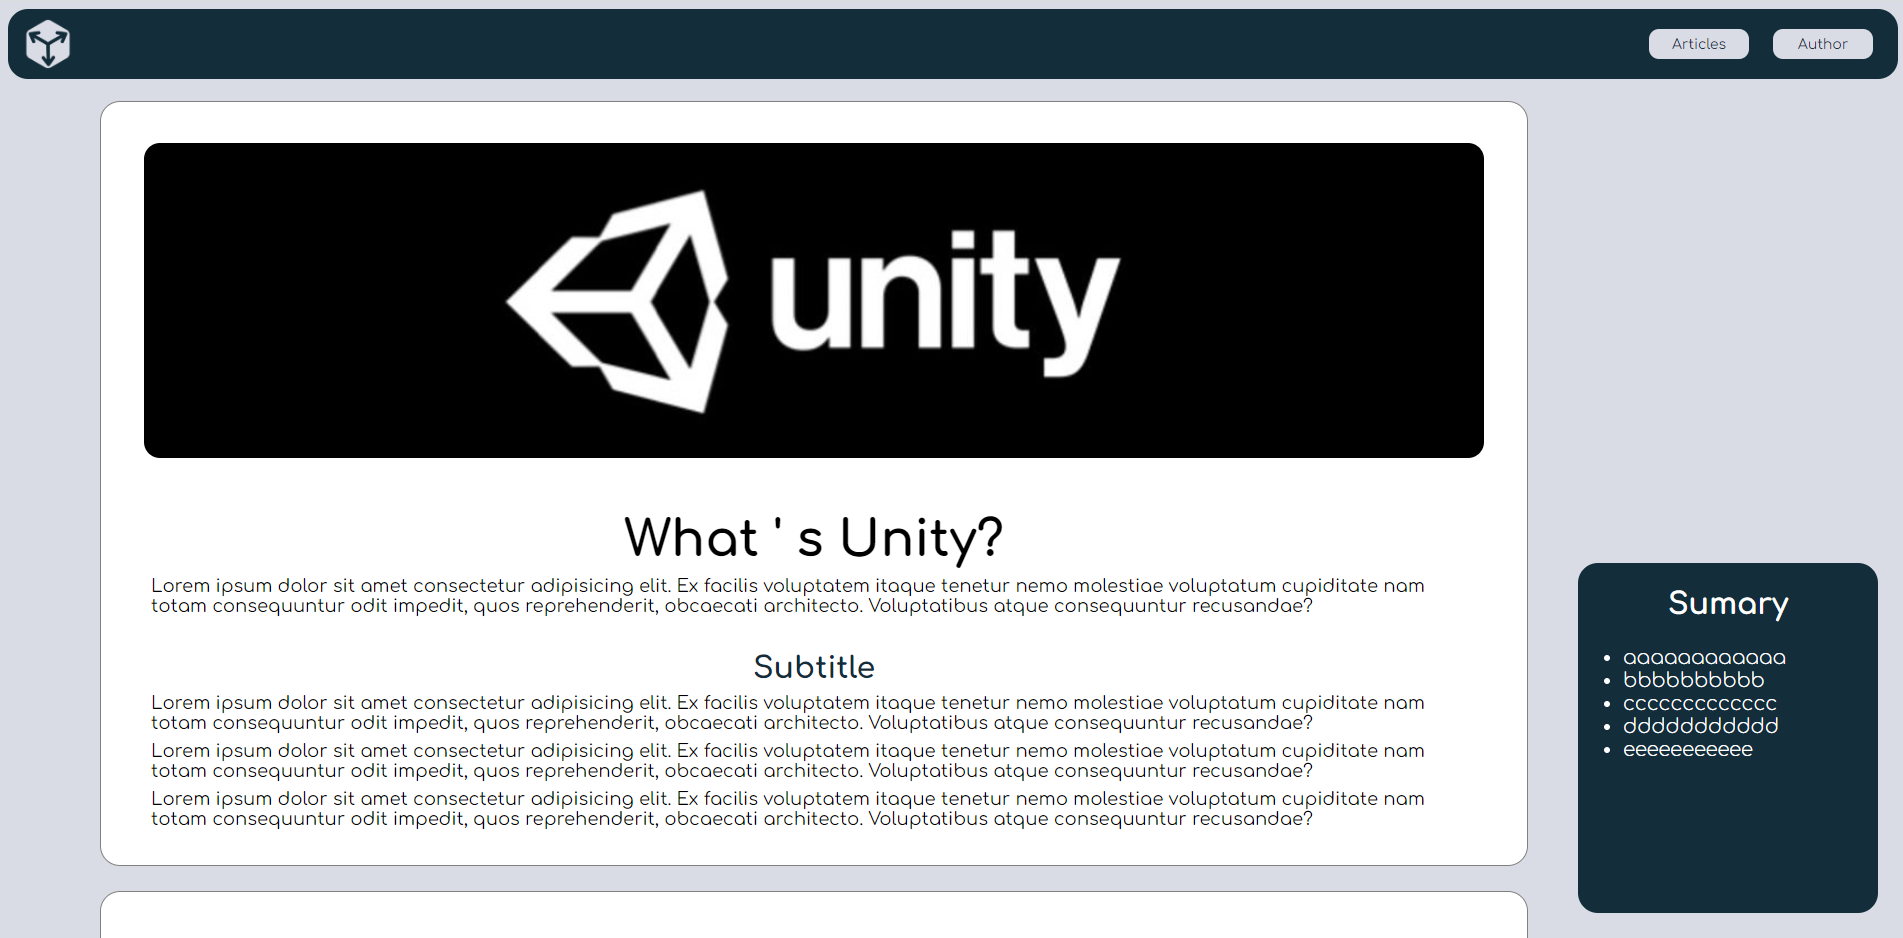 Articles
Author
unity
What ' s Unity?
Lorem ipsum dolor sit amet consectetur adipisicing elit. Ex facilis voluptatem itaque tenetur nemo molestiae voluptatum cupiditate nam
totam consequuntur odit impedit, quos reprehenderit, obcaecati architecto. Voluptatibus atque consequuntur recusandae?
Subtitle
Lorem ipsum dolor sit amet consectetur adipisicing elit. Ex facilis voluptatem itaque tenetur nemo molestiae voluptatum cupiditate nam
totam consequuntur odit impedit, quos reprehenderit, obcaecati architecto. Voluptatibus atque consequuntur recusandae?
Lorem ipsum dolor sit amet consectetur adipisicing elit. Ex facilis voluptatem itaque tenetur nemo molestiae voluptatum cupiditate nam
totam consequuntur odit impedit, quos reprehenderit, obcaecati architecto. Voluptatibus atque consequuntur recusandae?
Lorem ipsum dolor sit amet consectetur adipisicing elit. Ex facilis voluptatem itaque tenetur nemo molestiae voluptatum cupiditate nam
totam consequuntur odit impedit, quos reprehenderit, obcaecati architecto. Voluptatibus atque consequuntur recusandae?
Sumary
• aaaaaaaaaaaa
• bbbbbbbbbb
• ccccccccccccc
• ddddddddddd
• eeeeeeeeeee